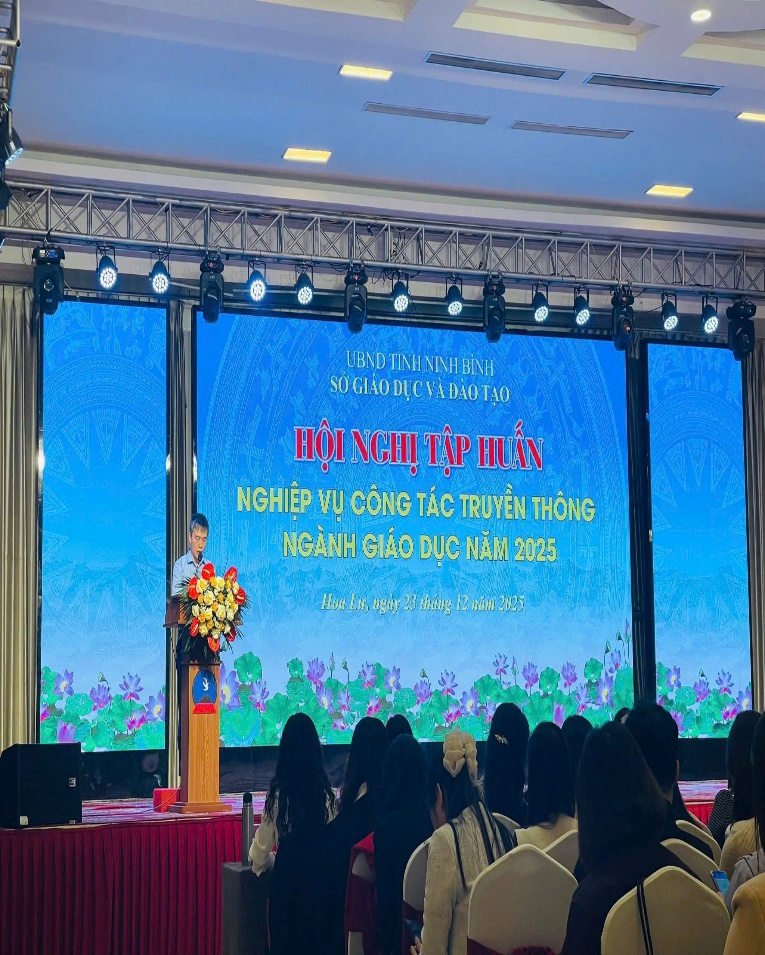 UBND TỈNH NINH BÌNH
SỞ GIÁO DỤC VÀ ĐÀO TẠO
HỘI NGHỊ TẬP HUẤN
NGHIỆP VỤ CÔNG TÁC TRUYỀN THÔNG
NGÀNH GIÁO DỤC NĂM 2025
Hoa Lư, ngày 23 tháng 12 năm 2025